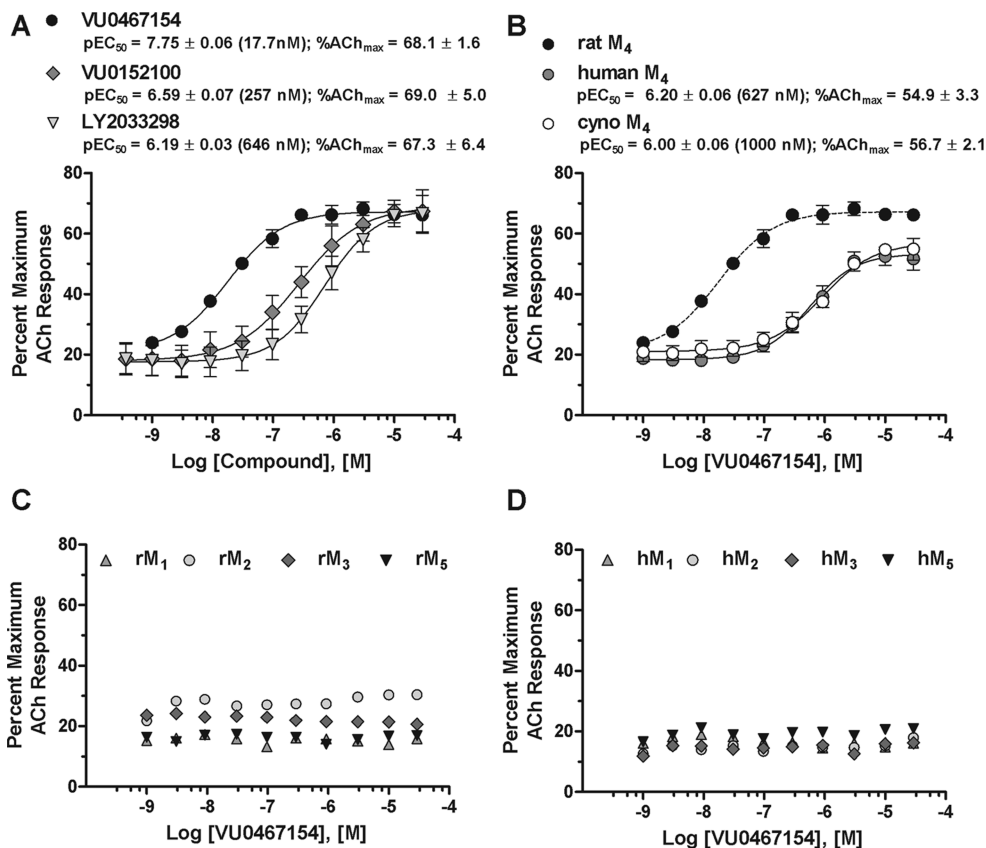 A
VU0467154
pEC50 = 7.75 ± 0.06 (17.7nM); %AChmax = 68.1 ± 1.6
VU0152100
pEC50 = 6.59 ± 0.07 (257 nM); %AChmax = 69.0 ± 5.0
LY2033298
pEC50 = 6.19 ± 0.03 (646 nM); %AChmax = 67.3 ± 6.4
Percent Maximum
ACh Response
80
60
40
20
0
-9 -8 -7 -6 -5 -4
Log [Compound], [M]
B
rat M4
human M4
pEC50 = 6.20 ± 0.06 (627 nM); %AChmax = 54.9 ± 3.3
cyno M4
pEC50 = 6.00 ± 0.06 (1000 nM); %AChmax = 56.7 ± 2.1
Percent Maximum
ACh Response
80
60
40
20
0
-9 -8 -7 -6 -5 -4
Log [VU0467154], [M]
C
rM1 rM2 rM3 rM5
Percent Maximum
ACh Response
80
60
40
20
0
-9 -8 -7 -6 -5 -4
Log [VU0467154], [M]
D
hM1 hM2 hM3 hM5
Percent Maximum
ACh Response
80
60
40
20
0
-9 -8 -7 -6 -5 -4
Log [VU0467154], [M]